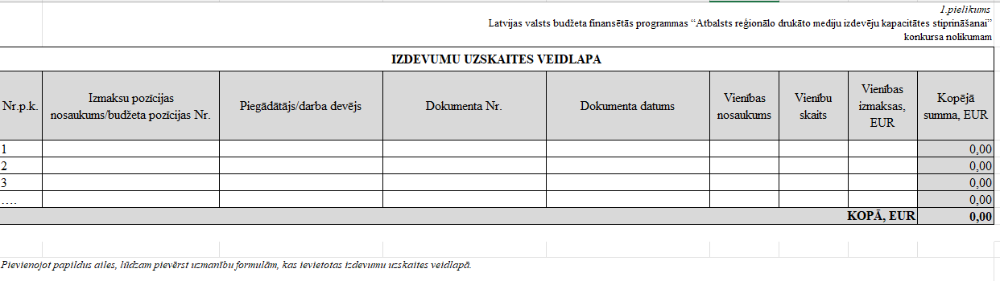 1.pielikums
Latvijas valsts budžeta finansētās programmas “Atbalsts reģionālo drukāto mediju izdevēju kapacitātes stiprināšanai”
konkursa nolikumam
IZDEVUMU UZSKAITES VEIDLAPA
Nr.p.k.
Izmaksu pozīcijas
nosaukums/budžeta pozīcijas Nr.
Piegādātājs/darba devējs
Dokumenta Nr.
Dokumenta datums
Vienības
nosaukums
Vienību
skaits
Vienības
izmaksas,
EUR
Kopējā
summa, EUR
1 0,00
2 0,00
3 0,00
…. 0,00
KOPĀ, EUR 0,00
Pievienojot papildus ailes, lūdzam pievērst uzmanību formulām, kas ievietotas izdevumu uzskaites veidlapā.